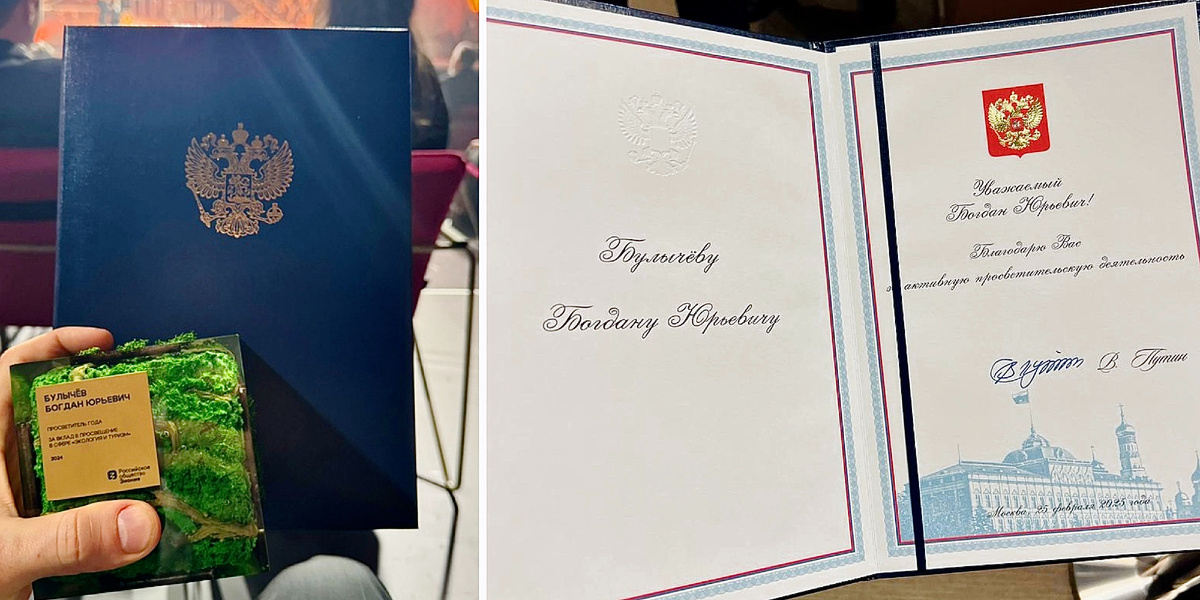 БУЛЫЧЁВ
БОГДАН ЮРЬЕВИЧ
ПРОСВЕТИТЕЛЬ ГОДА
ЗА ВКЛАД В ПРОСВЕЩЕНИЕ
В СФЕРЕ «ЭКОЛОГИЯ И ТУРИЗМ»
2024
Российское
общество
Знание
Булычёву
Богдану Юрьевичу
Уважаемый
Богдан Юрьевич!
Благодарю Вас
за активную просветительскую деятельность
В. Путин
Москва, 25 февраля 2025 года